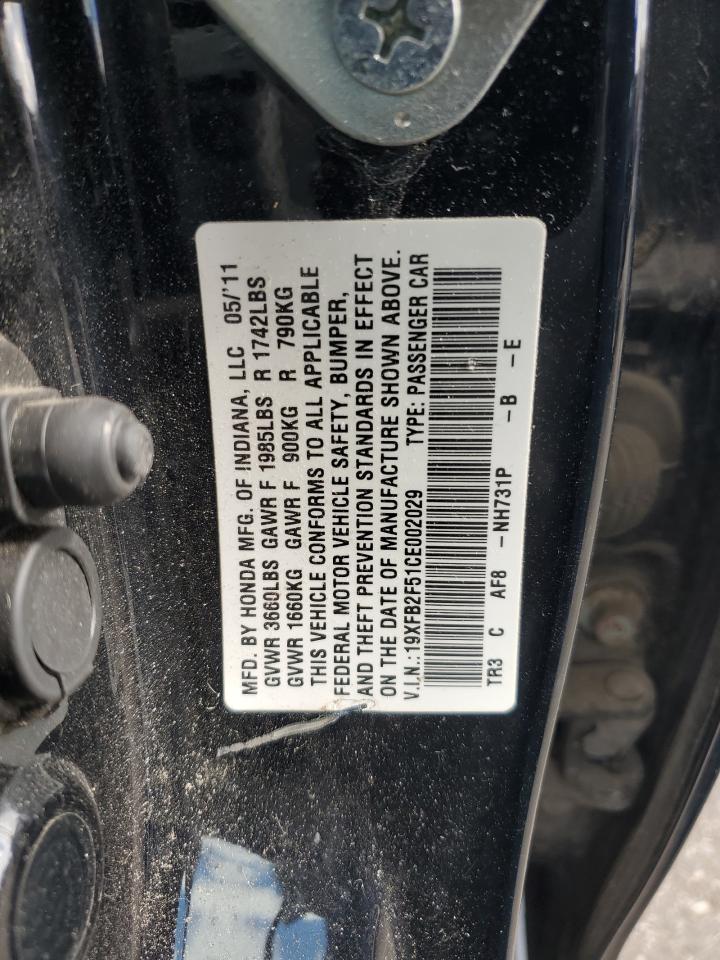 MFD. BY HONDA MFG. OF INDIANA, LLC 05/'11
GVWR 3660LBS GAWR F 1985LBS R 1742LBS
GVWR 1660KG GAWR F 900KG R 790KG
THIS VEHICLE CONFORMS TO ALL APPLICABLE
FEDERAL MOTOR VEHICLE SAFETY, BUMPER,
AND THEFT PREVENTION STANDARDS IN EFFECT
ON THE DATE OF MANUFACTURE SHOWN ABOVE.
V.I.N.:19XFB2F51CE002029 TYPE: PASSENGER CAR
TR3 C AF8 -NH731P -B -E